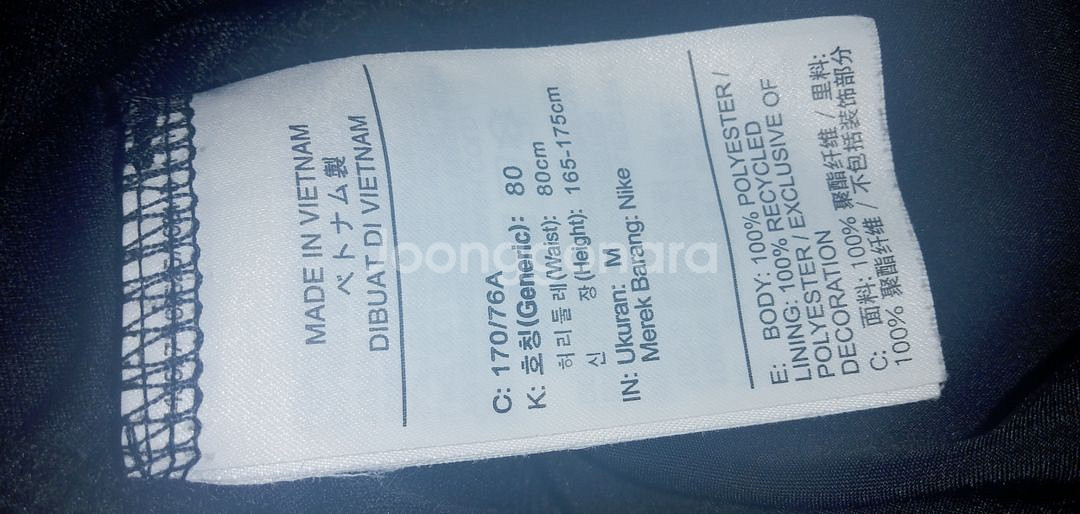 MADE IN VIETNAM
ベトナム製
DIBUAT DI VIETNAM
C: 170/76A
K: 호칭(Generic): 80
허리둘레(Waist): 80cm
신 장(Height): 165-175cm
IN: Ukuran: M
Merek Barang: Nike
E: BODY: 100% POLYESTER /
LINING: 100% RECYCLED
POLYESTER / EXCLUSIVE OF
DECORATION
C: 面料: 100% 聚酯纤维 / 里料:
100% 聚酯纤维 / 不包括装饰部分
Joonggonara